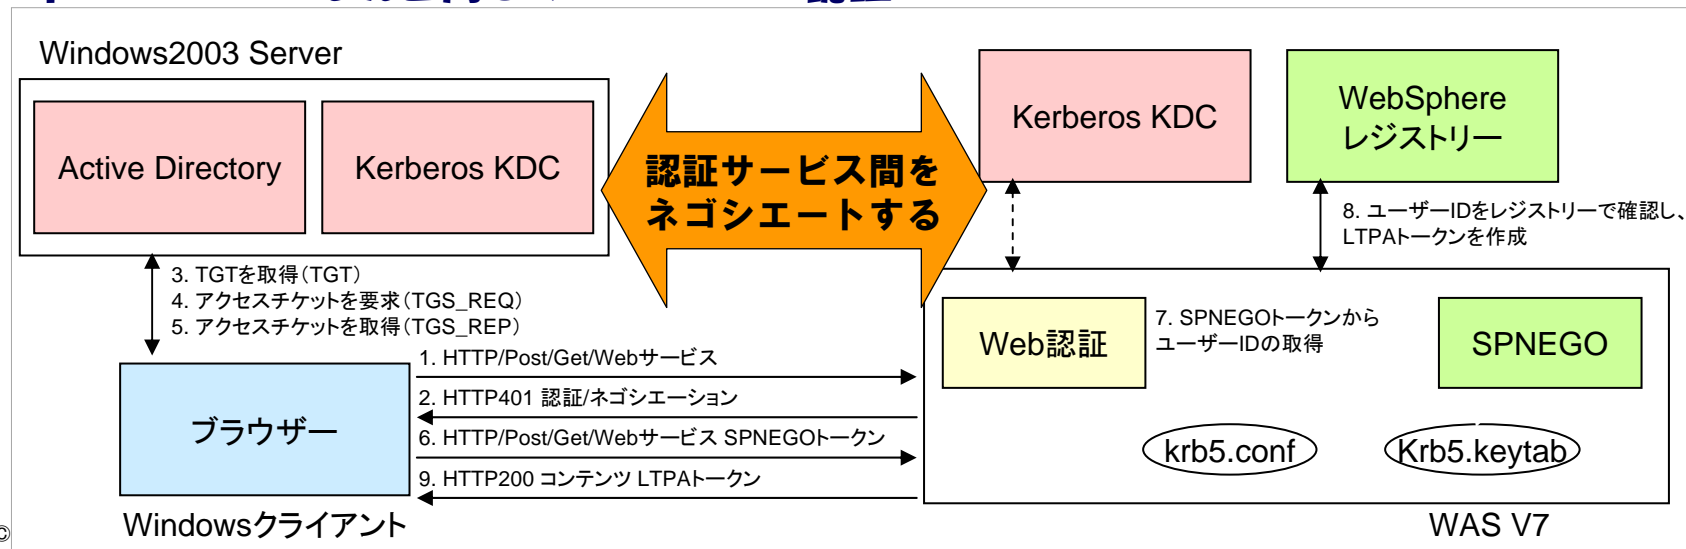 Windows2003 Server
Active Directory
Kerberos KDC
認証サービス間を
ネゴシエートする
Kerberos KDC
WebSphere
レジストリー
8. ユーザーIDをレジストリーで確認し、
LTPAトークンを作成
3. TGTを取得(TGT)
4. アクセスチケットを要求(TGS_REQ)
5. アクセスチケットを取得(TGS_REP)
Web認証
7. SPNEGOトークンから
ユーザーIDの取得
SPNEGO
1. HTTP/Post/Get/Webサービス
2. HTTP401 認証/ネゴシエーション
ブラウザー
6. HTTP/Post/Get/Webサービス SPNEGOトークン
9. HTTP200 コンテンツ LTPAトークン
krb5.conf
Krb5.keytab
Windowsクライアント
WAS V7
©